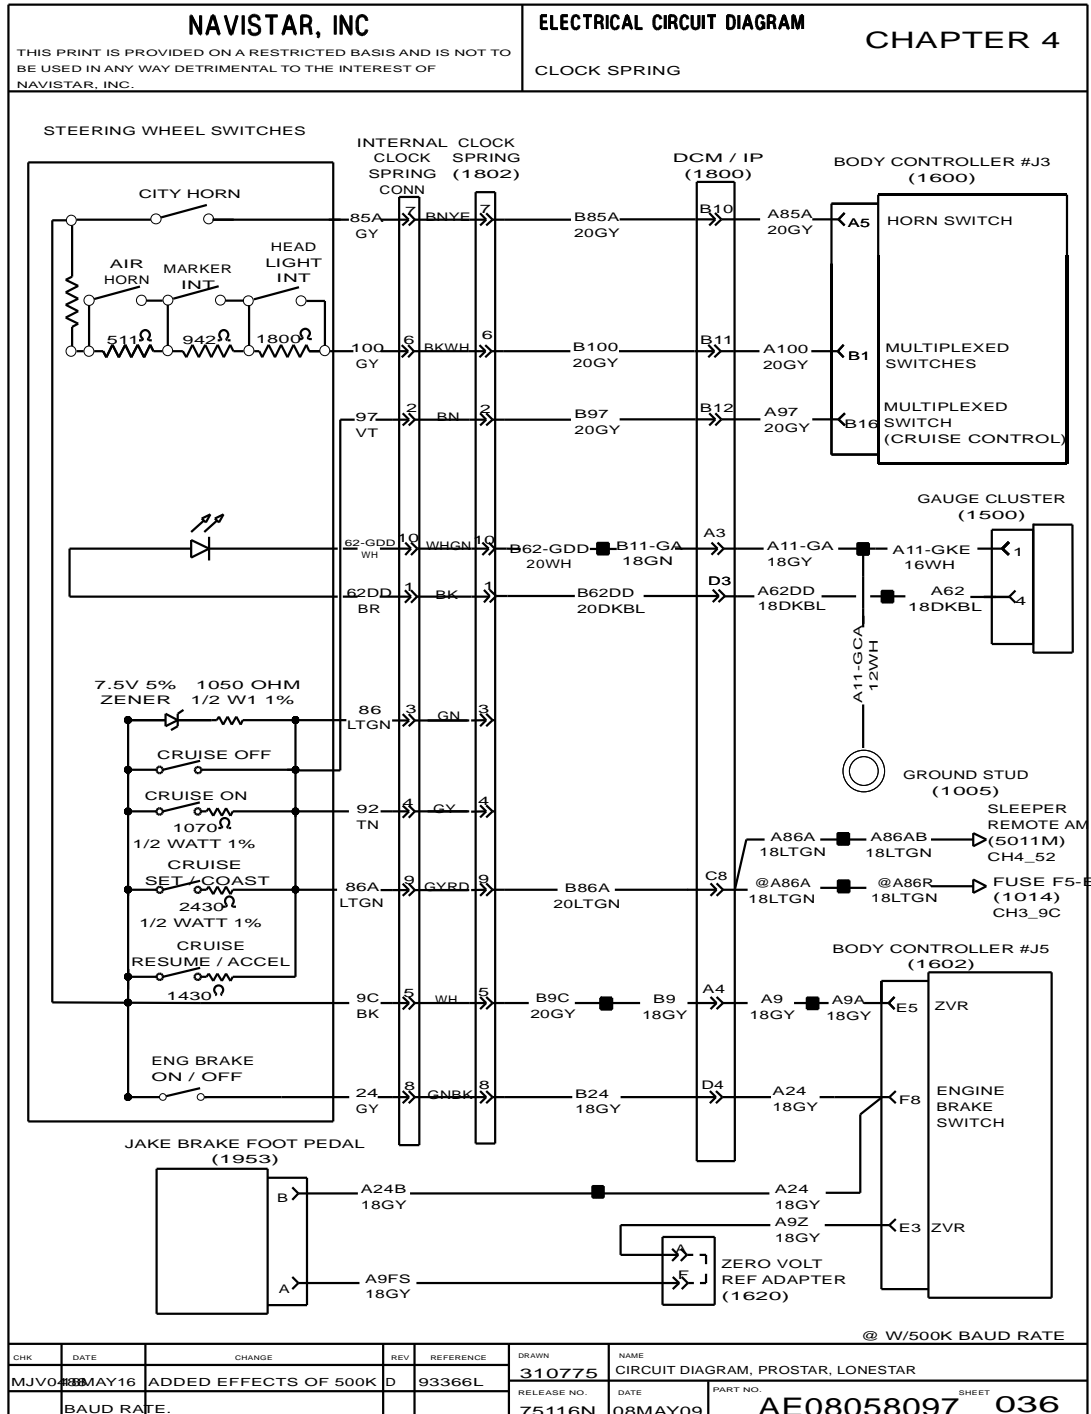 NAVISTAR, INC
THIS PRINT IS PROVIDED ON A RESTRICTED BASIS AND IS NOT TO
BE USED IN ANY WAY DETRIMENTAL TO THE INTEREST OF
NAVISTAR, INC.
ELECTRICAL CIRCUIT DIAGRAM
CLOCK SPRING
CHAPTER 4
STEERING WHEEL SWITCHES
INTERNAL
CLOCK
SPRING
CONN
CLOCK
SPRING
(1802)
DCM / IP
(1800)
BODY CONTROLLER #J3
(1600)
CITY HORN
85A
GY
7
BNYE
7
B85A
20GY
B10
A85A
20GY
A5
HORN SWITCH
AIR
HORN
MARKER
INT
HEAD
LIGHT
INT
511Ω
942Ω
1800Ω
100
GY
6
BKWH
6
B100
20GY
B11
A100
20GY
B1
MULTIPLEXED
SWITCHES
97
VT
2
BN
2
B97
20GY
B12
A97
20GY
B16
MULTIPLEXED
SWITCH
(CRUISE CONTROL)
GAUGE CLUSTER
(1500)
62-GDD
WH
10
WHGN
10
B62-GDD
20WH
B11-GA
18GN
A3
A11-GA
18GY
A11-GKE
16WH
1
62DD
BR
1
BK
1
B62DD
20DKBL
D3
A62DD
18DKBL
A62
18DKBL
4
A11-GCA
12WH
GROUND STUD
(1005)
7.5V 5%
ZENER
1050 OHM
1/2 W1 1%
86
LTGN
3
GN
3
CRUISE OFF
CRUISE ON
1070Ω
1/2 WATT 1%
92
TN
4
GY
4
CRUISE
SET / COAST
2430Ω
1/2 WATT 1%
86A
LTGN
9
GYRD
9
B86A
20LTGN
C8
A86A
18LTGN
A86AB
18LTGN
SLEEPER
REMOTE AM
(5011M)
CH4_52
@A86A
18LTGN
@A86R
18LTGN
FUSE F5-E
(1014)
CH3_9C
CRUISE
RESUME / ACCEL
1430Ω
BODY CONTROLLER #J5
(1602)
9C
BK
5
WH
5
B9C
20GY
B9
18GY
A4
A9
18GY
A9A
18GY
E5
ZVR
ENG BRAKE
ON / OFF
24
GY
8
GNBK
8
B24
18GY
D4
A24
18GY
F8
ENGINE
BRAKE
SWITCH
JAKE BRAKE FOOT PEDAL
(1953)
B
A24B
18GY
A24
18GY
A9Z
18GY
E3
ZVR
A
A9FS
18GY
A
F
ZERO VOLT
REF ADAPTER
(1620)
@ W/500K BAUD RATE
CHK
DATE
CHANGE
REV
REFERENCE
DRAWN
NAME
310775
CIRCUIT DIAGRAM, PROSTAR, LONESTAR
ADDED EFFECTS OF 500K
D
93366L
BAUD RATE.
RELEASE NO.
DATE
PART NO.
SHEET
75116N
08MAY09
AE08058097
036